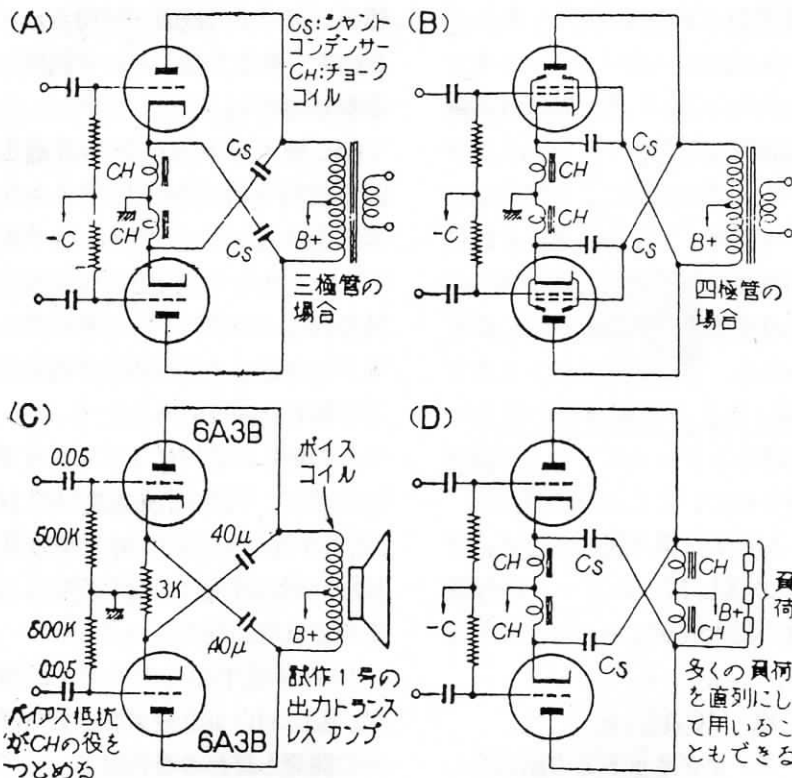 (A)
CS:シャント
コンデンサー
CH:チョーク
コイル
CS
CH
CH
-C
CS
B+
三極管の
場合
(B)
CS
CH
CH
-C
CS
B+
四極管の
場合
(C)
6A3B
ボイス
コイル
0.05
500K
40μ
3K
500K
40μ
B+
0.05
6A3B
バイアス抵抗
がCHの役を
つとめる
試作1号の
出力トランス
レスアンプ
(D)
CH
CS
CH
負
荷
CH
-C
B+
CH
CS
多くの負荷
を直列にし
て用いるこ
ともできる